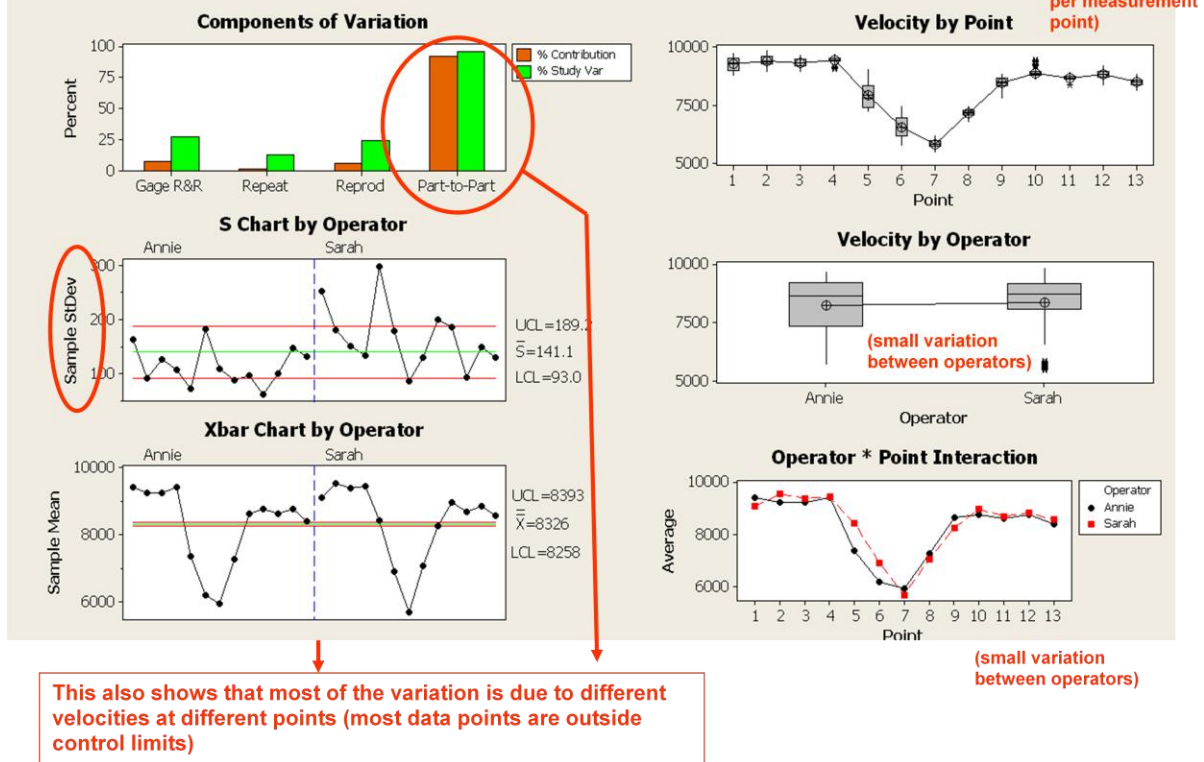 per measurement
point)
Components of Variation
100
75
50
25
0
Percent
% Contribution
% Study Var
Gage R&R Repeat Reprod Part-to-Part
S Chart by Operator
Annie Sarah
300
200
100
Sample StDev
UCL=189.2
S=141.1
LCL=93.0
Xbar Chart by Operator
Annie Sarah
10000
8000
6000
Sample Mean
UCL=8393
X=8326
LCL=8258
Velocity by Point
10000
7500
5000
1 2 3 4 5 6 7 8 9 10 11 12 13
Point
Velocity by Operator
10000
7500
5000
(small variation
between operators)
Annie Sarah
Operator
Operator * Point Interaction
10000
8000
6000
Average
Operator
Annie
Sarah
1 2 3 4 5 6 7 8 9 10 11 12 13
Point
(small variation
between operators)
This also shows that most of the variation is due to different
velocities at different points (most data points are outside
control limits)